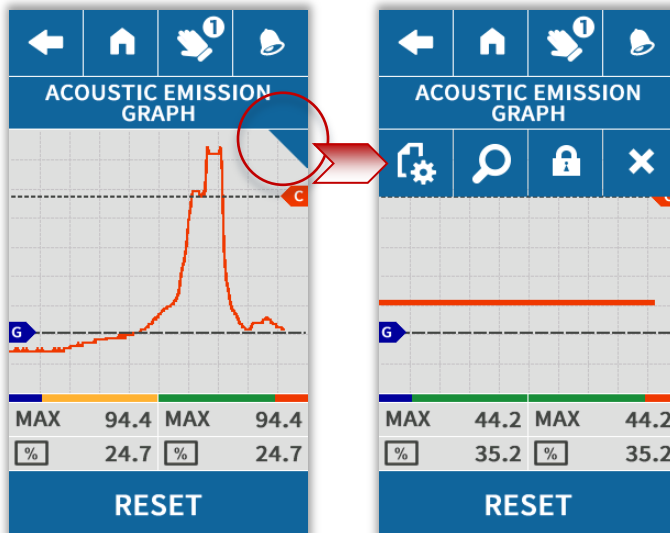 1
ACOUSTIC EMISSION
GRAPH
C
G
MAX 94.4 MAX 94.4
% 24.7 % 24.7
RESET
1
ACOUSTIC EMISSION
GRAPH
G
MAX 44.2 MAX 44.2
% 35.2 % 35.2
RESET